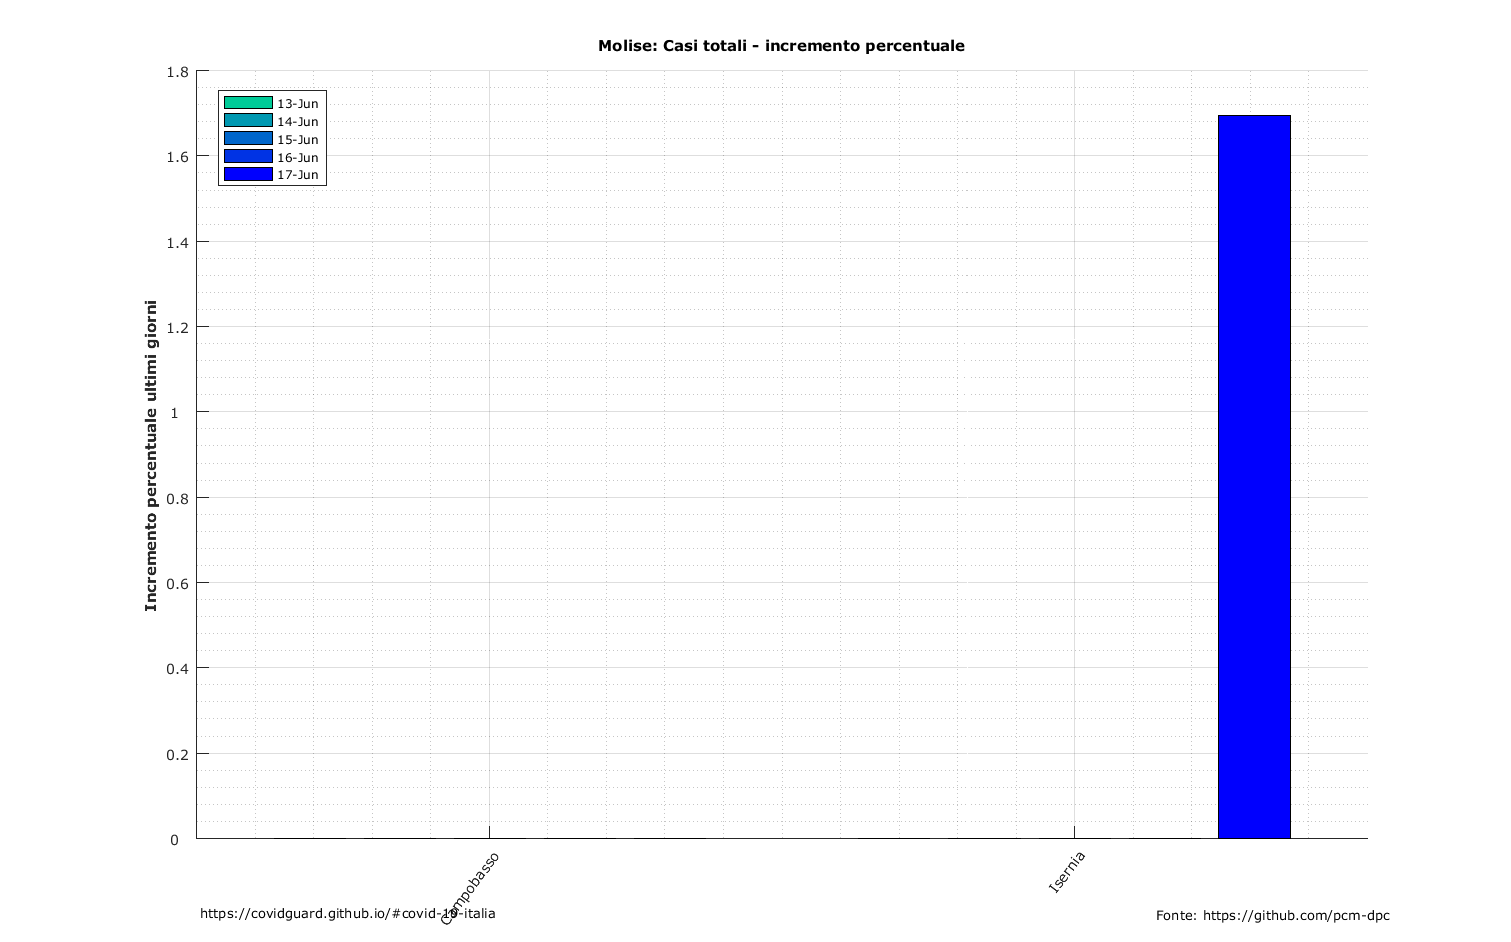 Molise: Casi totali - incremento percentuale
1.8
1.6
1.4
1.2
1
0.8
0.6
0.4
0.2
0
Incremento percentuale ultimi giorni
13-Jun
14-Jun
15-Jun
16-Jun
17-Jun
Campobasso
Isernia
https://covidguard.github.io/#covid-19-italia
Fonte: https://github.com/pcm-dpc